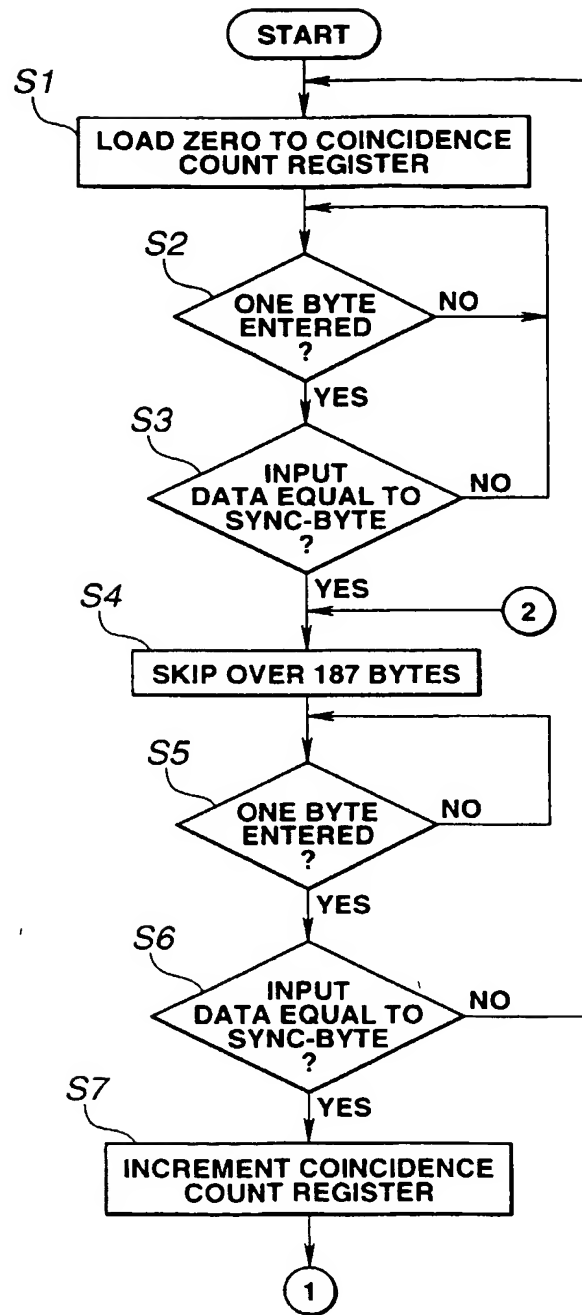 START
S1
LOAD ZERO TO COINCIDENCE
COUNT REGISTER
S2
ONE BYTE
ENTERED
?
NO
YES
S3
INPUT
DATA EQUAL TO
SYNC-BYTE
?
NO
YES
2
S4
SKIP OVER 187 BYTES
S5
ONE BYTE
ENTERED
?
NO
YES
S6
INPUT
DATA EQUAL TO
SYNC-BYTE
?
NO
YES
S7
INCREMENT COINCIDENCE
COUNT REGISTER
1